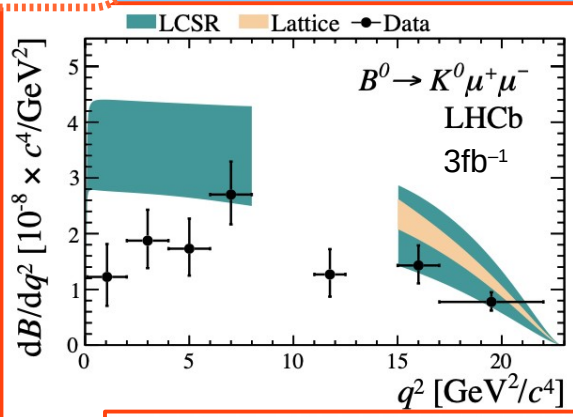 LCSR Lattice Data
B⁰→ K⁰μ⁺μ⁻
LHCb
3fb⁻¹
dB/dq² [10⁻⁸ × c⁴/GeV²]
5
4
3
2
1
0
0 5 10 15 20
q² [GeV²/c⁴]